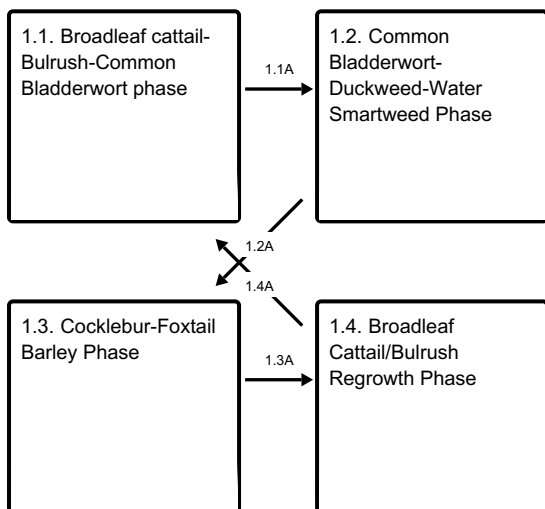 1.1. Broadleaf cattail-
Bulrush-Common
Bladderwort phase
1.1A
1.2. Common
Bladderwort-
Duckweed-Water
Smartweed Phase
1.2A
1.4A
1.3. Cocklebur-Foxtail
Barley Phase
1.3A
1.4. Broadleaf
Cattail/Bulrush
Regrowth Phase